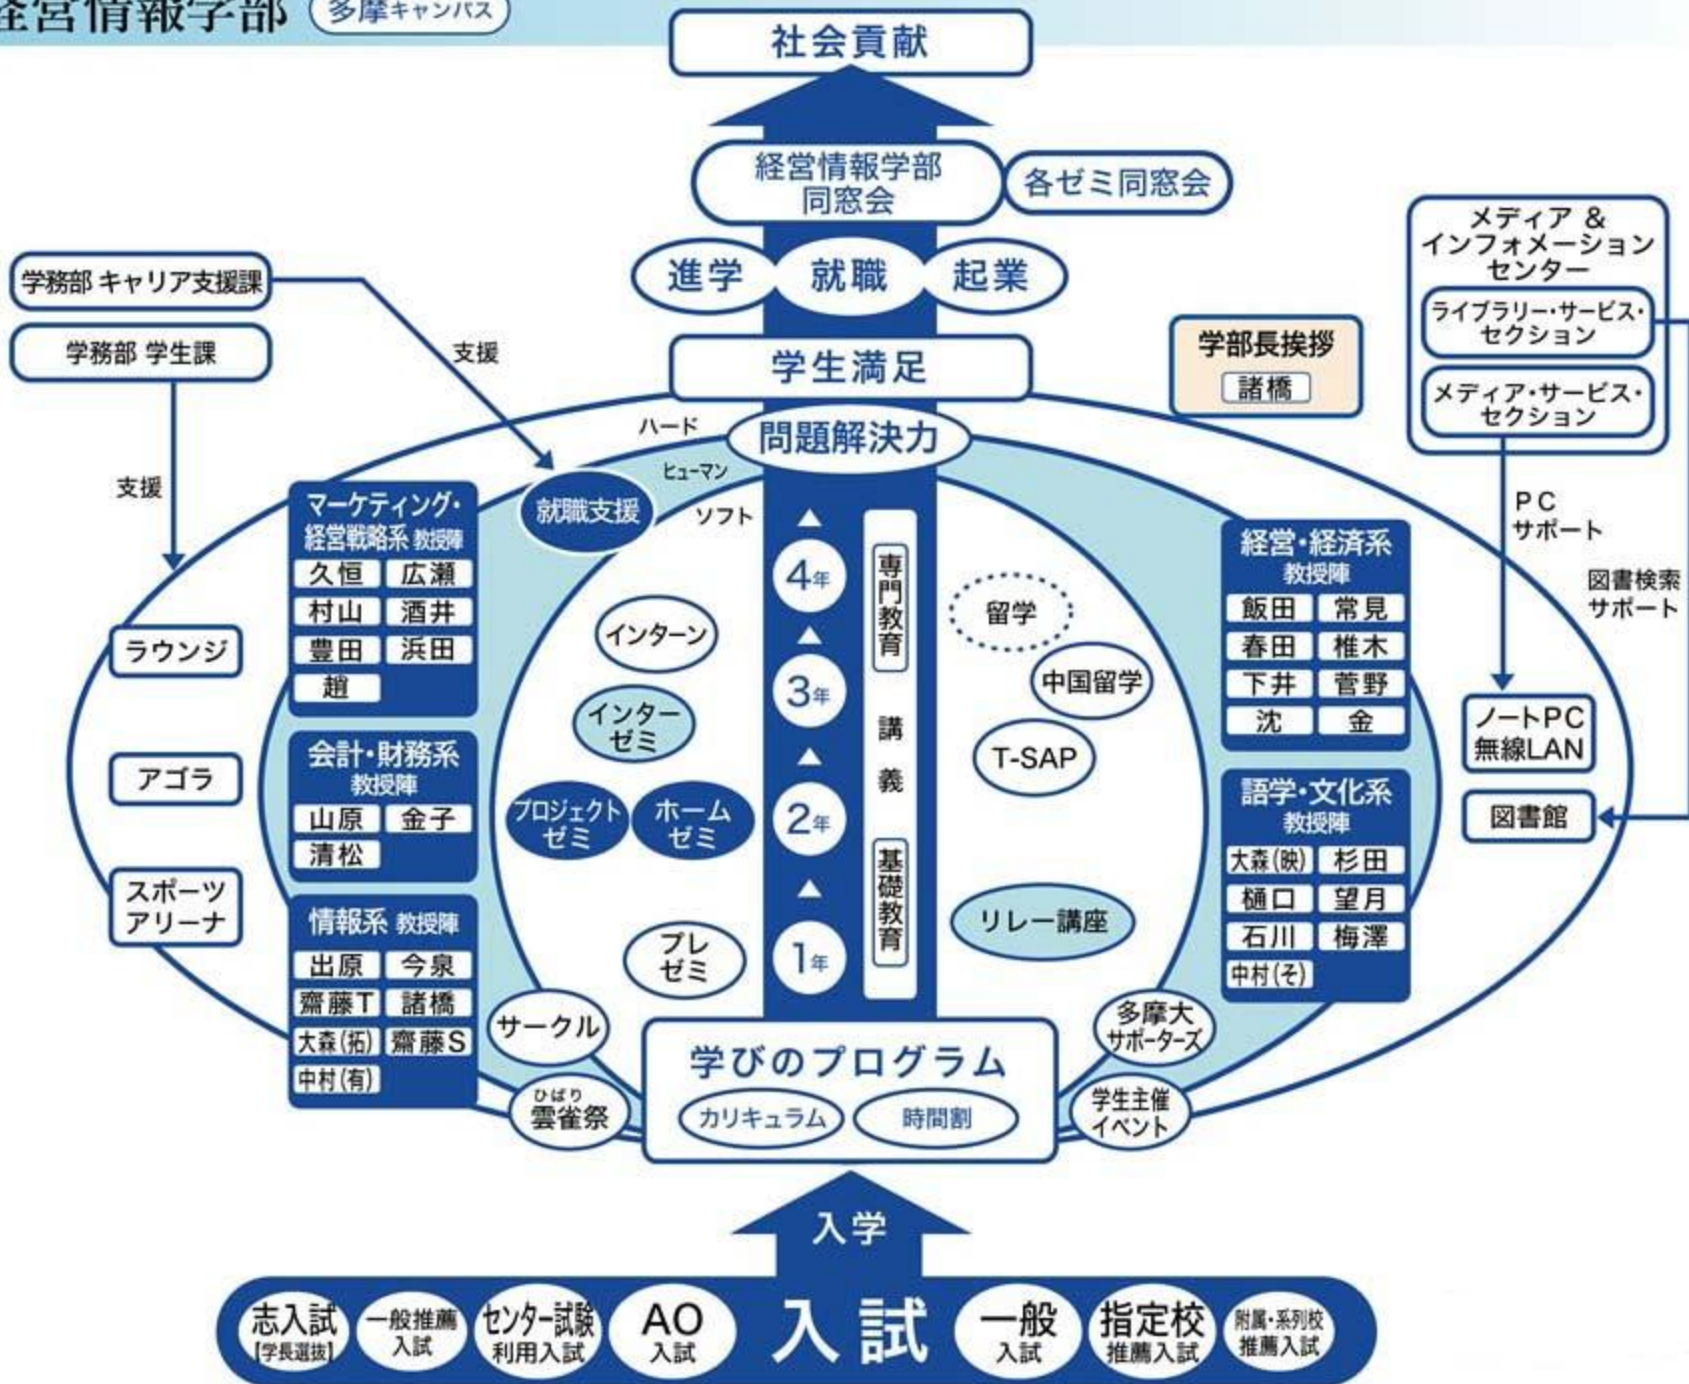 経営情報学部
多摩キャンパス
社会貢献
経営情報学部
同窓会
各ゼミ同窓会
進学
就職
起業
学生満足
問題解決力
学務部 キャリア支援課
学務部 学生課
支援
支援
学部長挨拶
諸橋
メディア &
インフォメーション
センター
ライブラリー・サービス・
セクション
メディア・サービス・
セクション
PC
サポート
図書検索
サポート
ハード
ヒューマン
ソフト
就職支援
マーケティング・
経営戦略系 教授陣
久恒 広瀬
村山 酒井
豊田 浜田
趙
会計・財務系
教授陣
山原 金子
清松
情報系 教授陣
出原 今泉
齋藤T 諸橋
大森(拓) 齋藤S
中村(有)
ラウンジ
アゴラ
スポーツ
アリーナ
インターン
インター
ゼミ
プロジェクト
ゼミ
ホーム
ゼミ
プレ
ゼミ
サークル
ひばり
雲雀祭
4年
3年
2年
1年
専門教育
講義
基礎教育
留学
中国留学
T-SAP
リレー講座
多摩大
サポーターズ
学生主催
イベント
経営・経済系
教授陣
飯田 常見
春田 椎木
下井 菅野
沈 金
語学・文化系
教授陣
大森(映) 杉田
樋口 望月
石川 梅澤
中村(そ)
ノートPC
無線LAN
図書館
学びのプログラム
カリキュラム
時間割
入学
志入試
【学長選抜】
一般推薦
入試
センター試験
利用入試
AO
入試
入試
一般
入試
指定校
推薦入試
附属・系列校
推薦入試